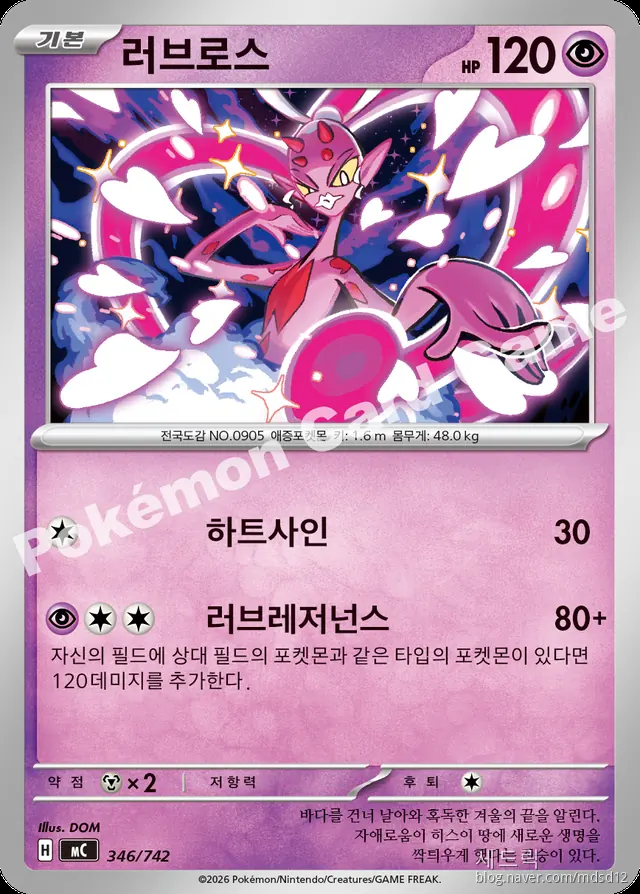 기본
러브로스
HP 120
전국도감 NO.0905 애증포켓몬 키: 1.6 m 몸무게: 48.0 kg
Pokémon Card Game
하트사인 30
러브레저넌스 80+
자신의 필드에 상대 필드의 포켓몬과 같은 타입의 포켓몬이 있다면
120데미지를 추가한다.
약점 ×2 저항력 후퇴
Illus. DOM
바다를 건너 날아와 혹독한 겨울의 끝을 알린다.
자애로움이 히스이 땅에 새로운 생명을
싹틔우게 했다는 전승이 있다.
H MC 346/742
세트릭
blog.naver.com/mdsd12
©2026 Pokémon/Nintendo/Creatures/GAME FREAK.